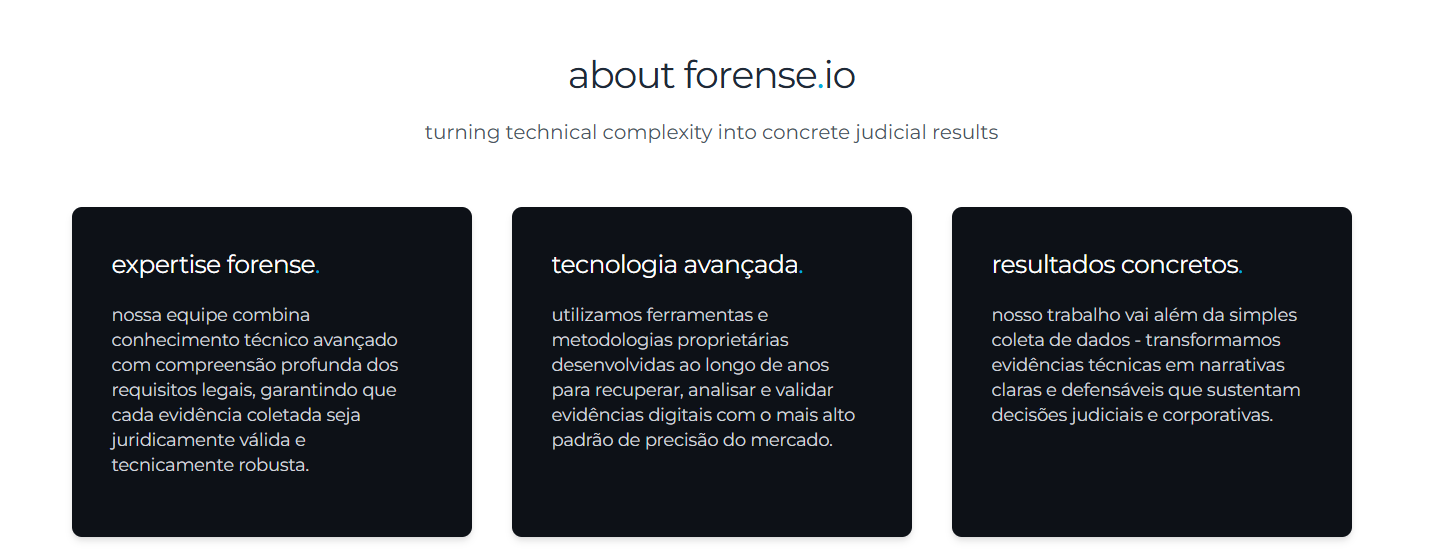 about forense.io
turning technical complexity into concrete judicial results
expertise forense.
nossa equipe combina
conhecimento técnico avançado
com compreensão profunda dos
requisitos legais, garantindo que
cada evidência coletada seja
juridicamente válida e
tecnicamente robusta.
tecnologia avançada.
utilizamos ferramentas e
metodologias proprietárias
desenvolvidas ao longo de anos
para recuperar, analisar e validar
evidências digitais com o mais alto
padrão de precisão do mercado.
resultados concretos.
nosso trabalho vai além da simples
coleta de dados - transformamos
evidências técnicas em narrativas
claras e defensáveis que sustentam
decisões judiciais e corporativas.